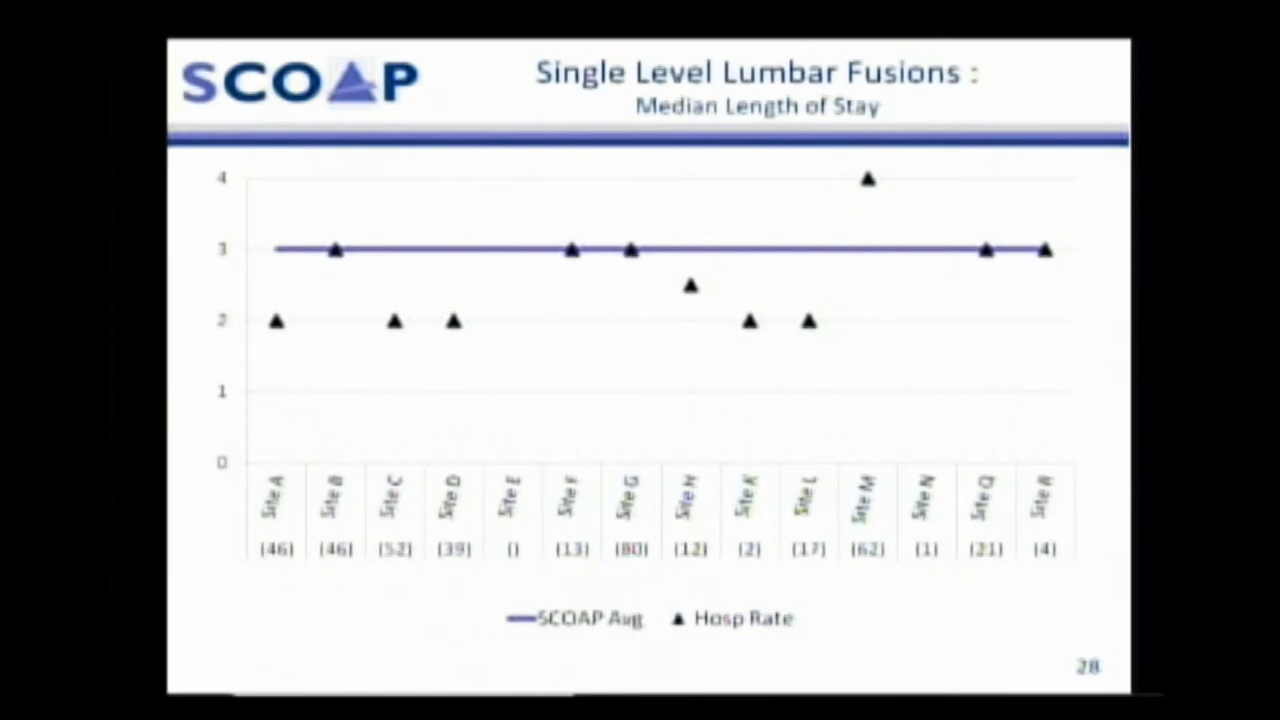 SCOAP
Single Level Lumbar Fusions :
Median Length of Stay
4
3
2
1
0
Site A Site B Site C Site D Site E Site F Site G Site H Site K Site L Site M Site N Site Q Site R
(46) (46) (52) (39) () (13) (80) (12) (2) (17) (62) (1) (21) (4)
SCOAP Avg Hosp Rate
28